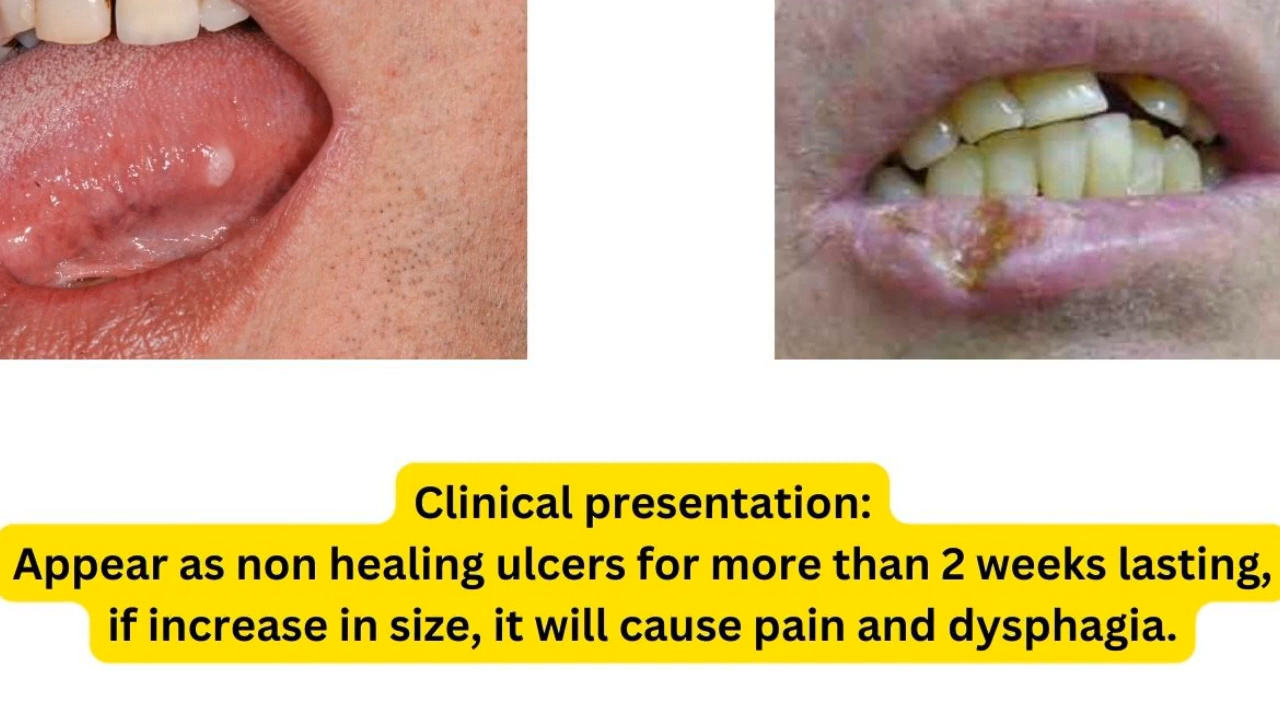 Clinical presentation:
Appear as non healing ulcers for more than 2 weeks lasting,
if increase in size, it will cause pain and dysphagia.